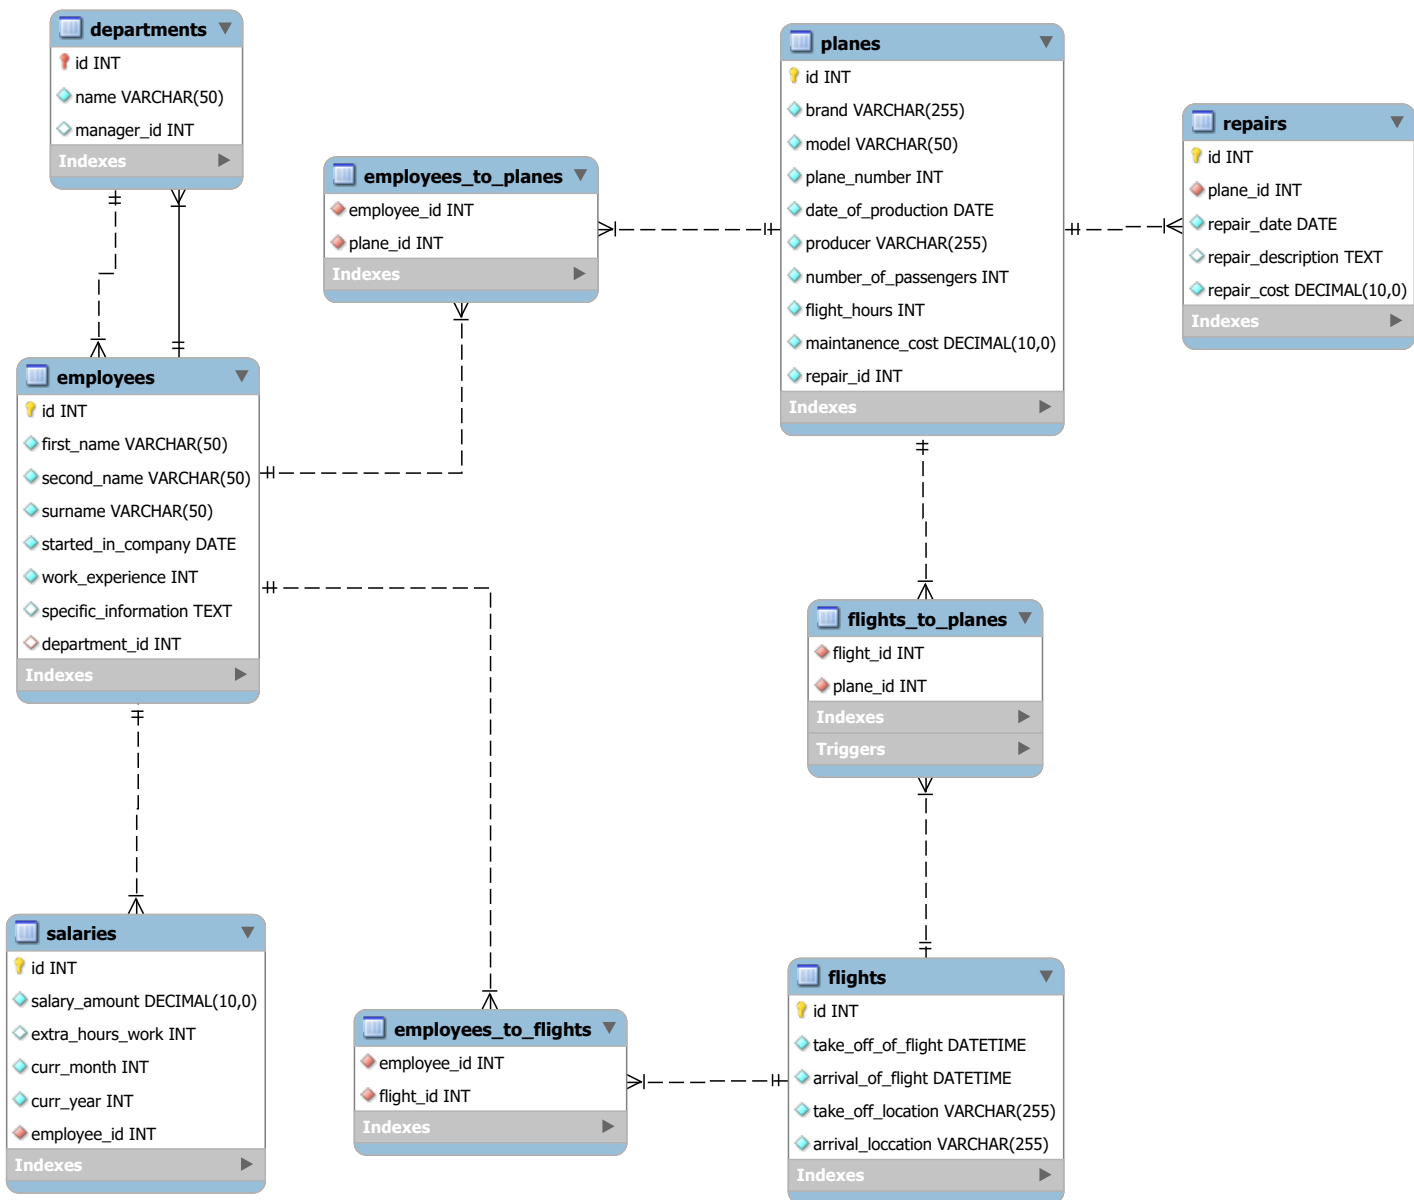 departments
id INT
name VARCHAR(50)
manager_id INT
Indexes
employees_to_planes
employee_id INT
plane_id INT
Indexes
planes
id INT
brand VARCHAR(255)
model VARCHAR(50)
plane_number INT
date_of_production DATE
producer VARCHAR(255)
number_of_passengers INT
flight_hours INT
maintanence_cost DECIMAL(10,0)
repair_id INT
Indexes
repairs
id INT
plane_id INT
repair_date DATE
repair_description TEXT
repair_cost DECIMAL(10,0)
Indexes
employees
id INT
first_name VARCHAR(50)
second_name VARCHAR(50)
surname VARCHAR(50)
started_in_company DATE
work_experience INT
specific_information TEXT
department_id INT
Indexes
flights_to_planes
flight_id INT
plane_id INT
Indexes
Triggers
salaries
id INT
salary_amount DECIMAL(10,0)
extra_hours_work INT
curr_month INT
curr_year INT
employee_id INT
Indexes
employees_to_flights
employee_id INT
flight_id INT
Indexes
flights
id INT
take_off_of_flight DATETIME
arrival_of_flight DATETIME
take_off_location VARCHAR(255)
arrival_loccation VARCHAR(255)
Indexes